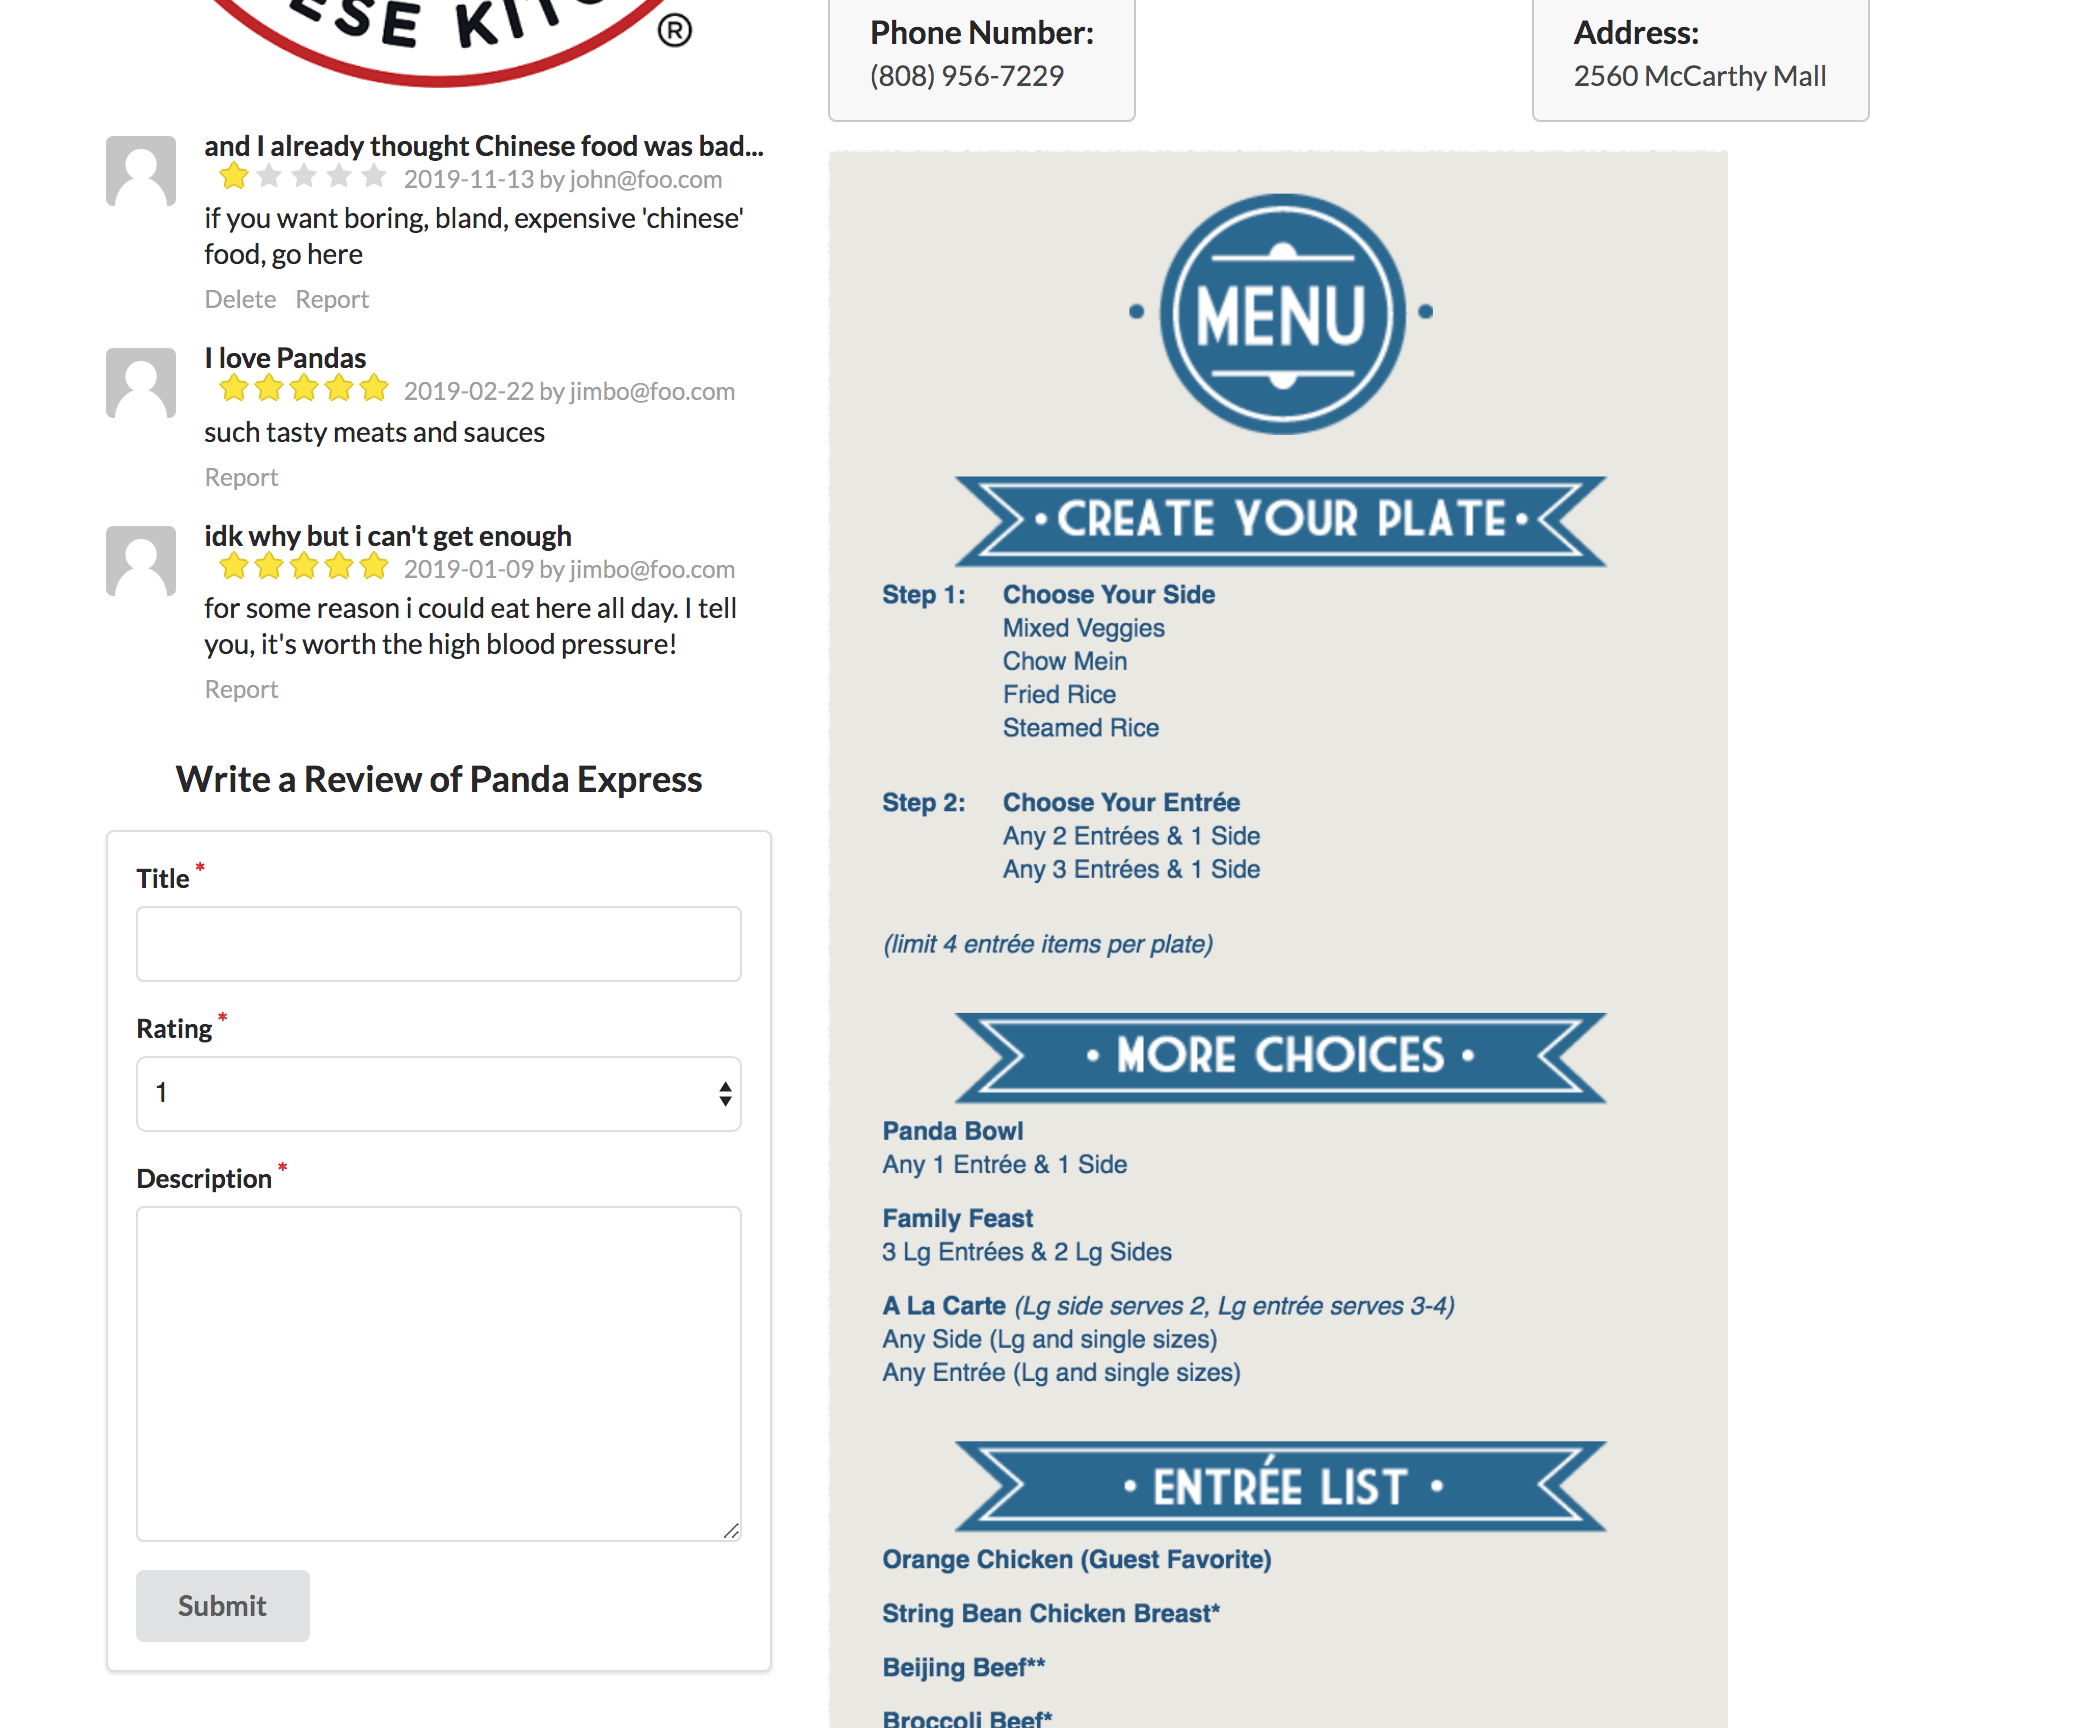 ESE KIT
®
and I already thought Chinese food was bad...
2019-11-13 by john@foo.com
if you want boring, bland, expensive 'chinese'
food, go here
Delete Report
I love Pandas
2019-02-22 by jimbo@foo.com
such tasty meats and sauces
Report
idk why but i can't get enough
2019-01-09 by jimbo@foo.com
for some reason i could eat here all day. I tell
you, it's worth the high blood pressure!
Report
Write a Review of Panda Express
Title *
Rating *
1
Description *
Submit
Phone Number:
(808) 956-7229
Address:
2560 McCarthy Mall
MENU
• CREATE YOUR PLATE •
Step 1: Choose Your Side
Mixed Veggies
Chow Mein
Fried Rice
Steamed Rice
Step 2: Choose Your Entrée
Any 2 Entrées & 1 Side
Any 3 Entrées & 1 Side
(limit 4 entrée items per plate)
• MORE CHOICES •
Panda Bowl
Any 1 Entrée & 1 Side
Family Feast
3 Lg Entrées & 2 Lg Sides
A La Carte (Lg side serves 2, Lg entrée serves 3-4)
Any Side (Lg and single sizes)
Any Entrée (Lg and single sizes)
• ENTRÉE LIST •
Orange Chicken (Guest Favorite)
String Bean Chicken Breast*
Beijing Beef**
Broccoli Beef*